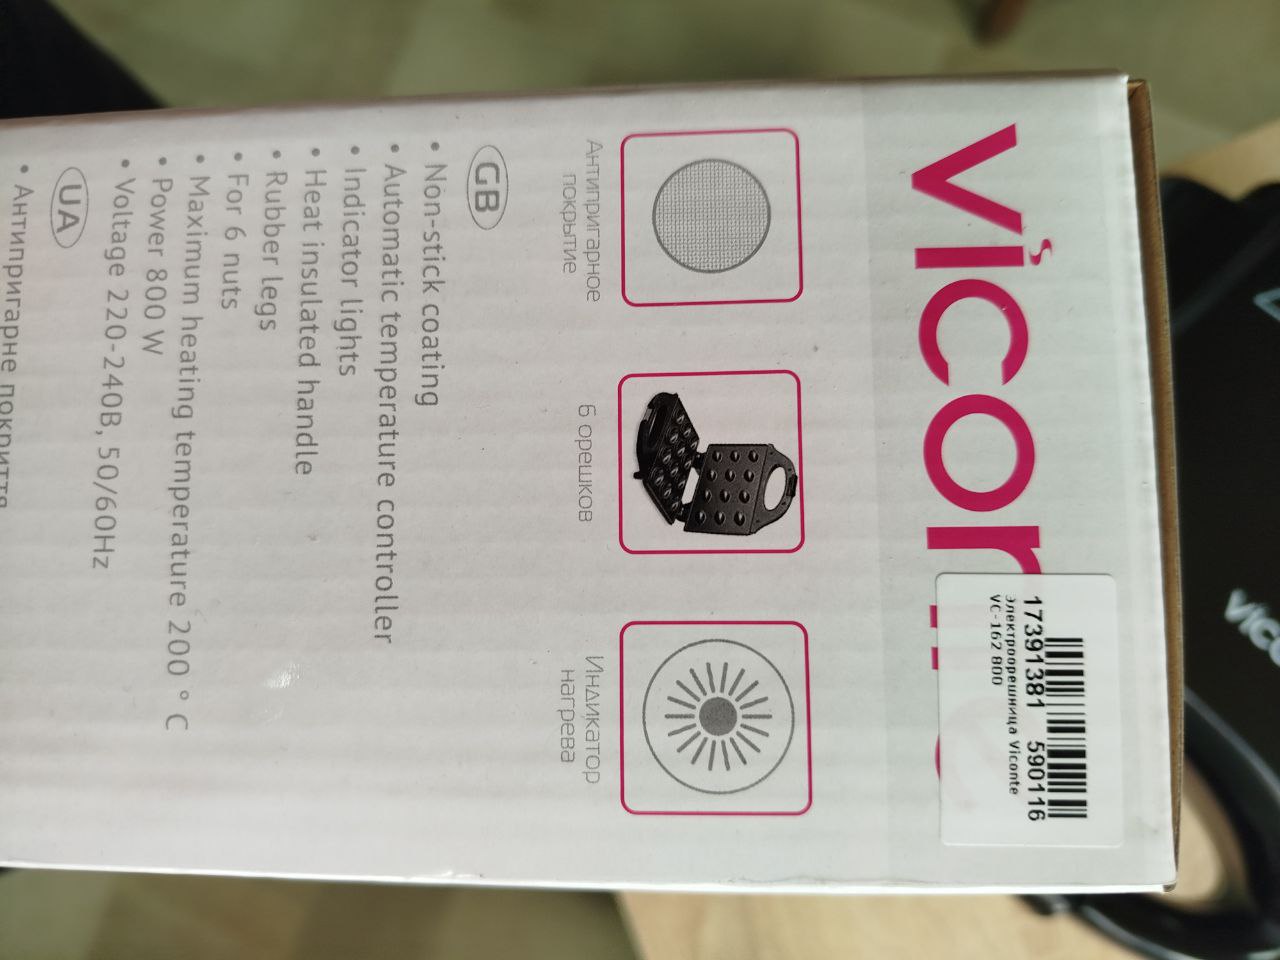 Viconte
17391381 590116
электроорешница Viconte
VC-162 800
Антипригарное
покрытие
6 орешков
Индикатор
нагрева
GB
• Non-stick coating
• Automatic temperature controller
• Indicator lights
• Heat insulated handle
• Rubber legs
• For 6 nuts
• Maximum heating temperature 200 ° C
• Power 800 W
• Voltage 220-240В, 50/60Hz
UA
• Антипригарне покриття